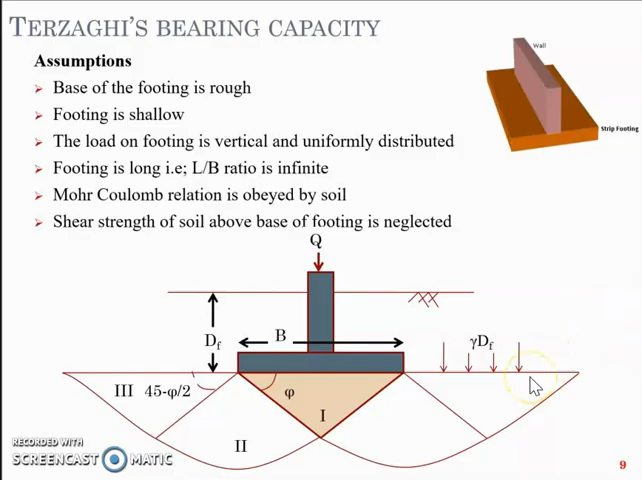 TERZAGHI'S BEARING CAPACITY
Assumptions
Base of the footing is rough
Footing is shallow
The load on footing is vertical and uniformly distributed
Footing is long i.e; L/B ratio is infinite
Mohr Coulomb relation is obeyed by soil
Shear strength of soil above base of footing is neglected
Wall
Strip Footing
Q
Df
B
γDf
III 45-φ/2
φ
I
II
RECORDED WITH
SCREENCAST MATIC
9